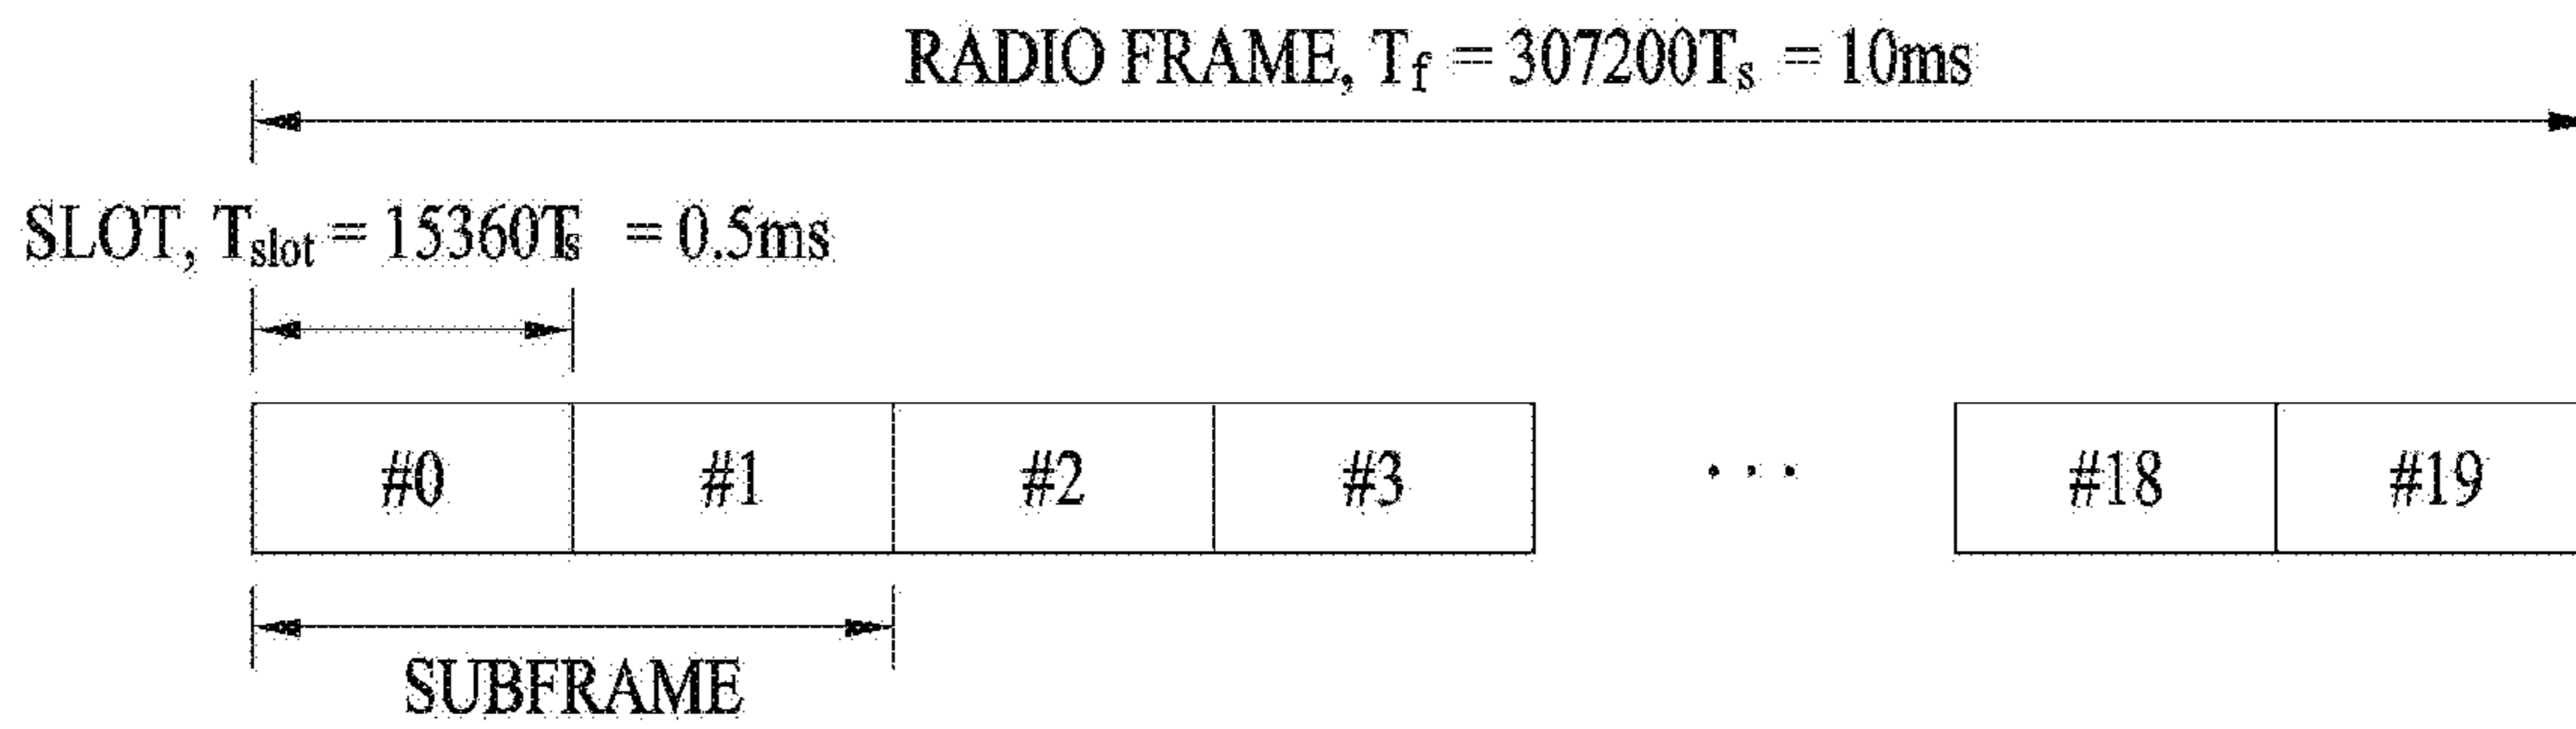 RADIO FRAME, Tf = 307200Ts = 10ms
SLOT, Tslot = 15360Ts = 0.5ms
#0 #1 #2 #3 ... #18 #19
SUBFRAME